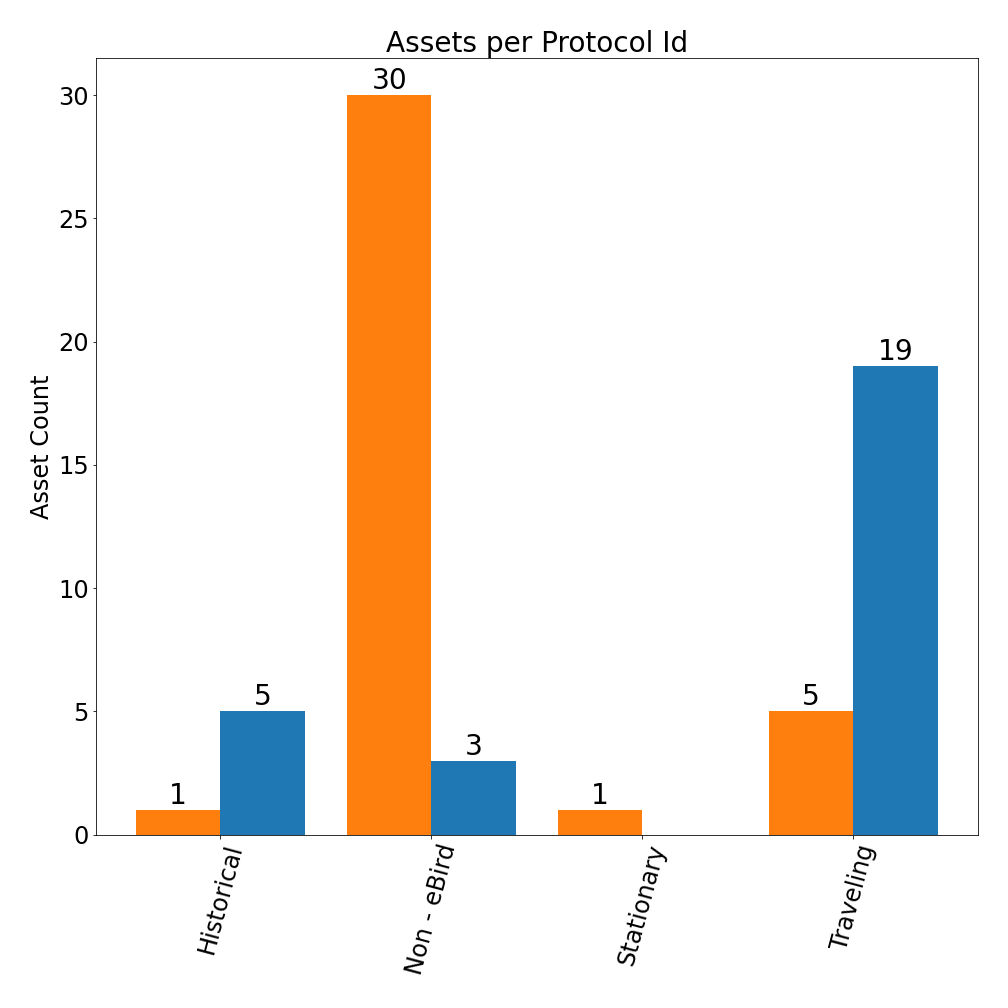 Assets per Protocol Id
Asset Count
30
25
20
15
10
5
0
1
5
30
3
1
5
19
Historical
Non - eBird
Stationary
Traveling